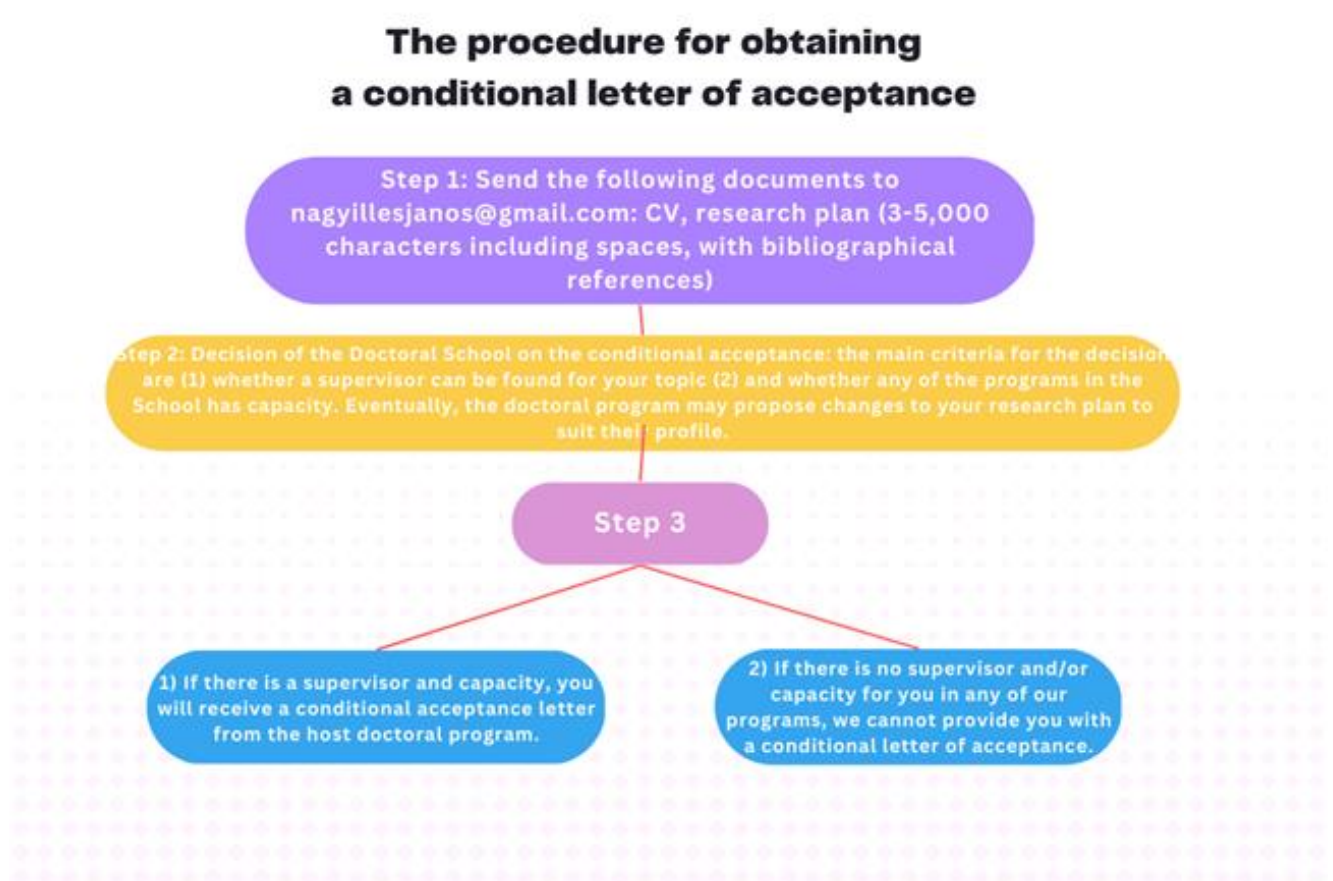 The procedure for obtaining
a conditional letter of acceptance
Step 1: Send the following documents to
nagyillesjanos@gmail.com: CV, research plan (3-5,000
characters including spaces, with bibliographical
references)
Step 2: Decision of the Doctoral School on the conditional acceptance: the main criteria for the decision
are (1) whether a supervisor can be found for your topic (2) and whether any of the programs in the
School has capacity. Eventually, the doctoral program may propose changes to your research plan to
suit their profile.
Step 3
1) If there is a supervisor and capacity, you
will receive a conditional acceptance letter
from the host doctoral program.
2) If there is no supervisor and/or
capacity for you in any of our
programs, we cannot provide you with
a conditional letter of acceptance.